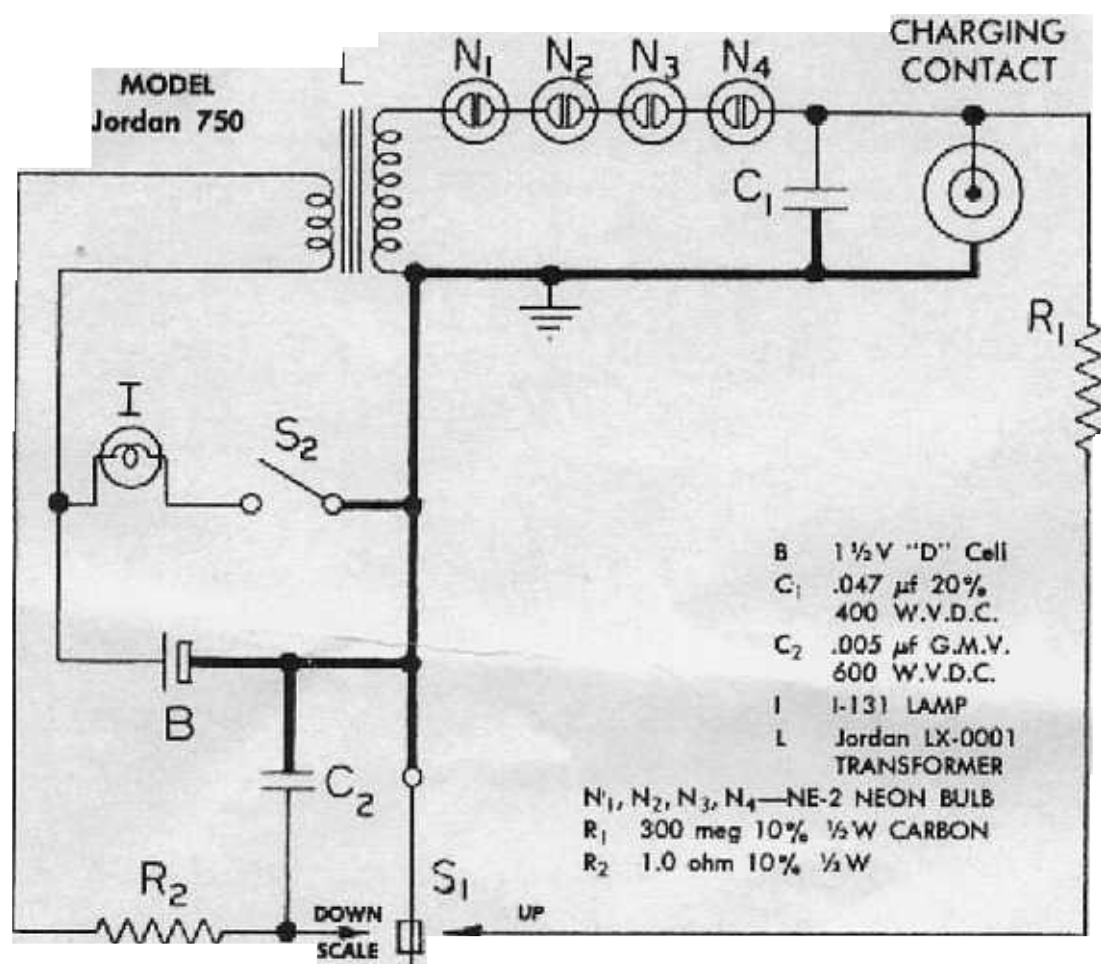 MODEL
Jordan 750
L
N1 N2 N3 N4
CHARGING
CONTACT
C1
R1
I
S2
B
C2
R2
S1
DOWN
SCALE
UP
B 1½V "D" Cell
C1 .047 µf 20%
400 W.V.D.C.
C2 .005 µf G.M.V.
600 W.V.D.C.
I I-131 LAMP
L Jordan LX-0001
TRANSFORMER
N1, N2, N3, N4—NE-2 NEON BULB
R1 300 meg 10% ½W CARBON
R2 1.0 ohm 10% ½W